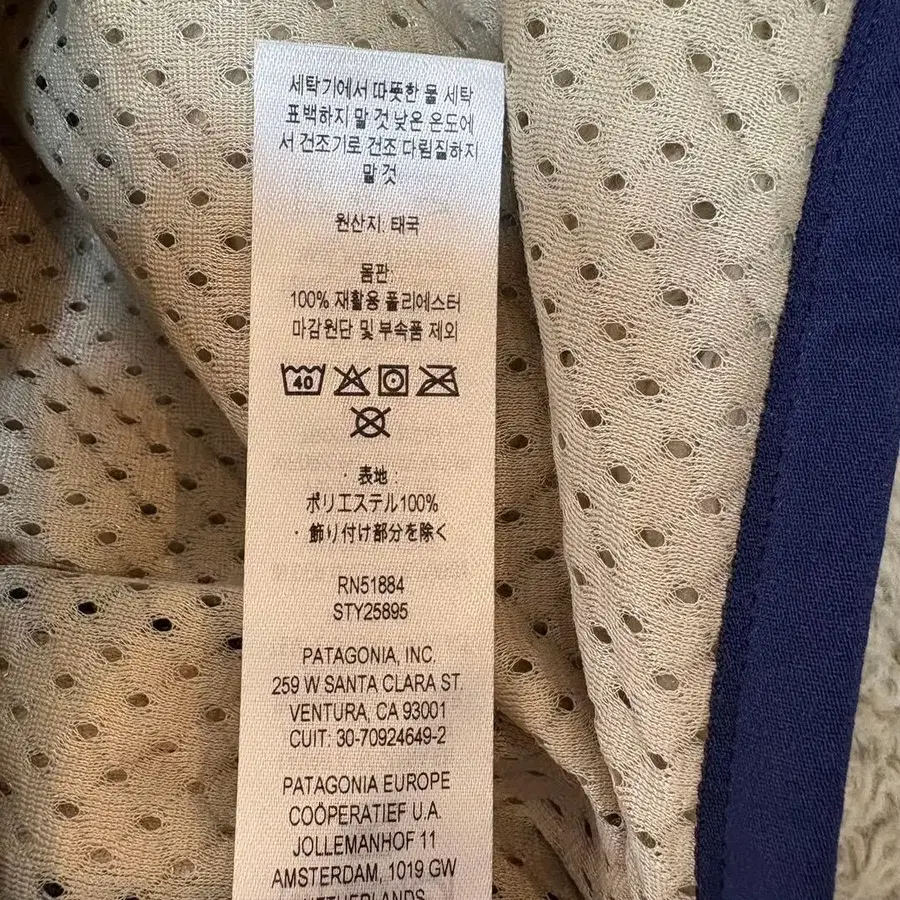 세탁기에서 따뜻한 물 세탁
표백하지 말 것 낮은 온도에
서 건조기로 건조 다림질하지
말 것
원산지: 태국
몸판:
100% 재활용 폴리에스터
마감원단 및 부속품 제외
40
・表地：
ポリエステル100%
・飾り付け部分を除く
RN51884
STY25895
PATAGONIA, INC.
259 W SANTA CLARA ST.
VENTURA, CA 93001
CUIT: 30-70924649-2
PATAGONIA EUROPE
COÖPERATIEF U.A.
JOLLEMANHOF 11
AMSTERDAM, 1019 GW
NETHERLANDS